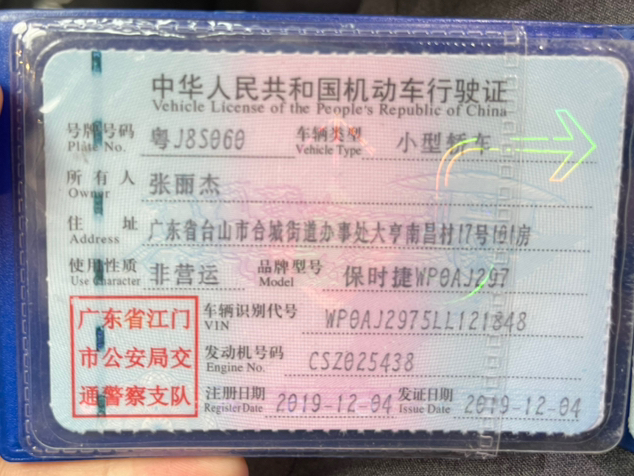 中华人民共和国机动车行驶证
Vehicle License of the People's Republic of China
号牌号码 粤J8S060 车辆类型 小型轿车
Plate No. Vehicle Type
所有人 张丽杰
Owner
住址 广东省台山市台城街道办事处大亨南昌村17号101房
Address
使用性质 非营运 品牌型号 保时捷WP0AJ297
Use Character Model
广东省江门
市公安局交
通警察支队
车辆识别代号 WP0AJ2975LL121848
VIN
发动机号码 CSZ025438
Engine No.
注册日期 2019-12-04 发证日期 2019-12-04
Register Date Issue Date